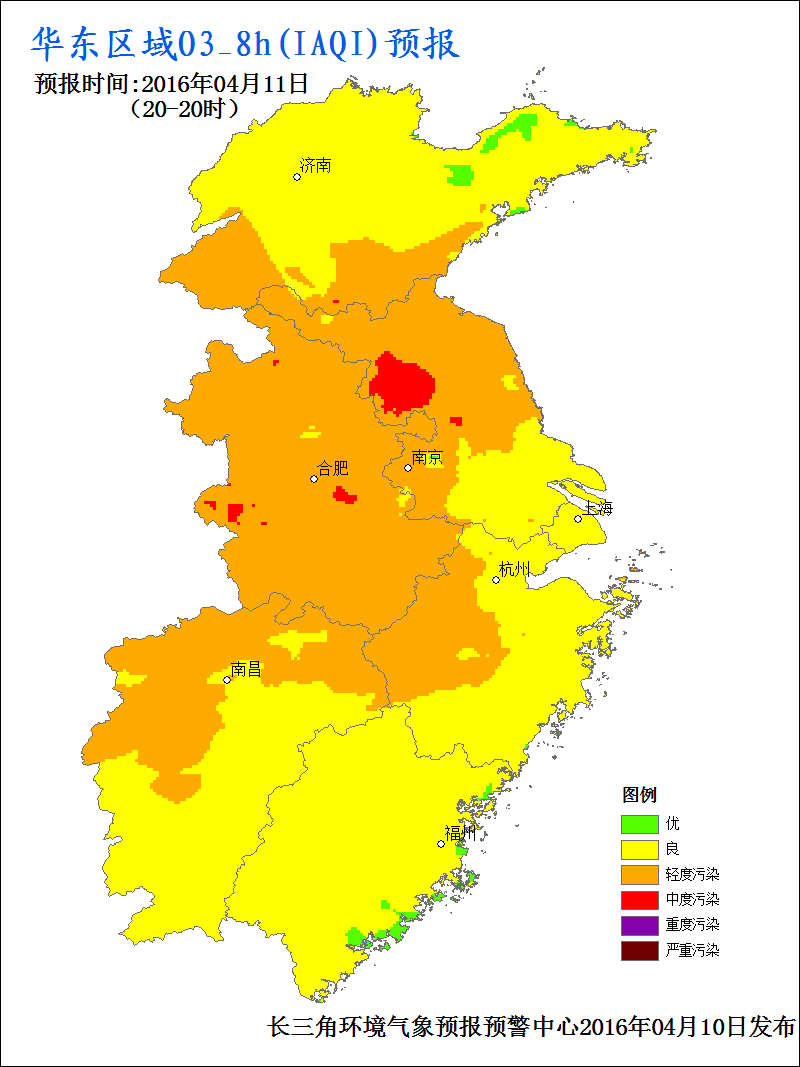 华东区域O3_8h(IAQI)预报
预报时间:2016年04月11日
（20-20时）
济南
南京
合肥
上海
杭州
南昌
福州
图例
优
良
轻度污染
中度污染
重度污染
严重污染
长三角环境气象预报预警中心2016年04月10日发布